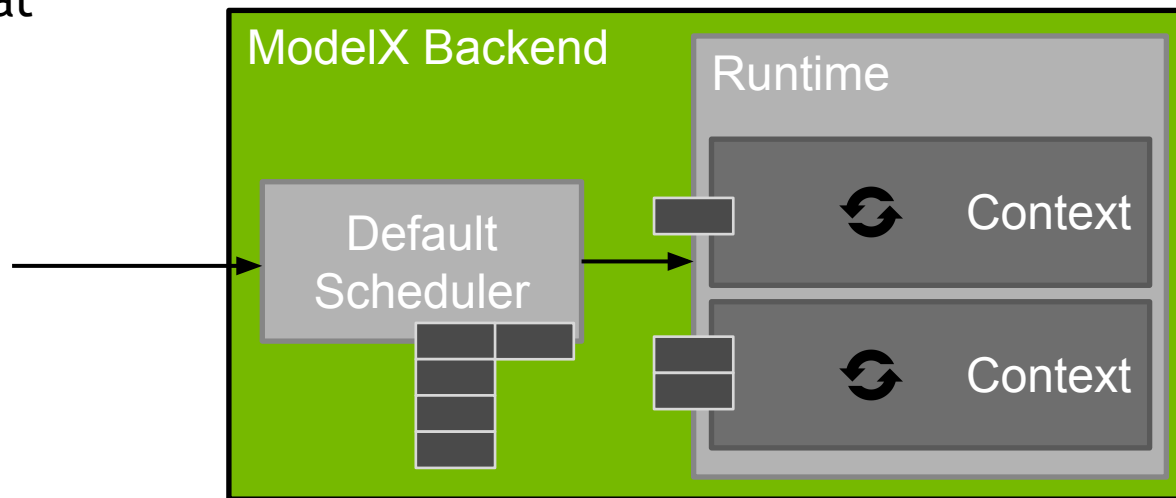 ModelX Backend
Runtime
Default
Scheduler
Context
Context